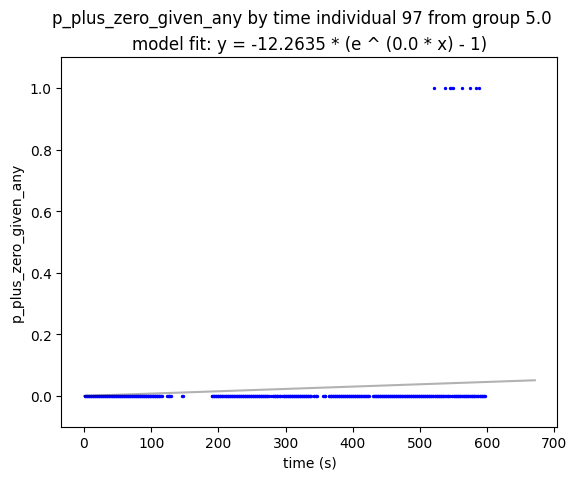 p_plus_zero_given_any by time individual 97 from group 5.0
model fit: y = -12.2635 * (e ^ (0.0 * x) - 1)
1.0
0.8
0.6
0.4
0.2
0.0
p_plus_zero_given_any
0 100 200 300 400 500 600 700
time (s)